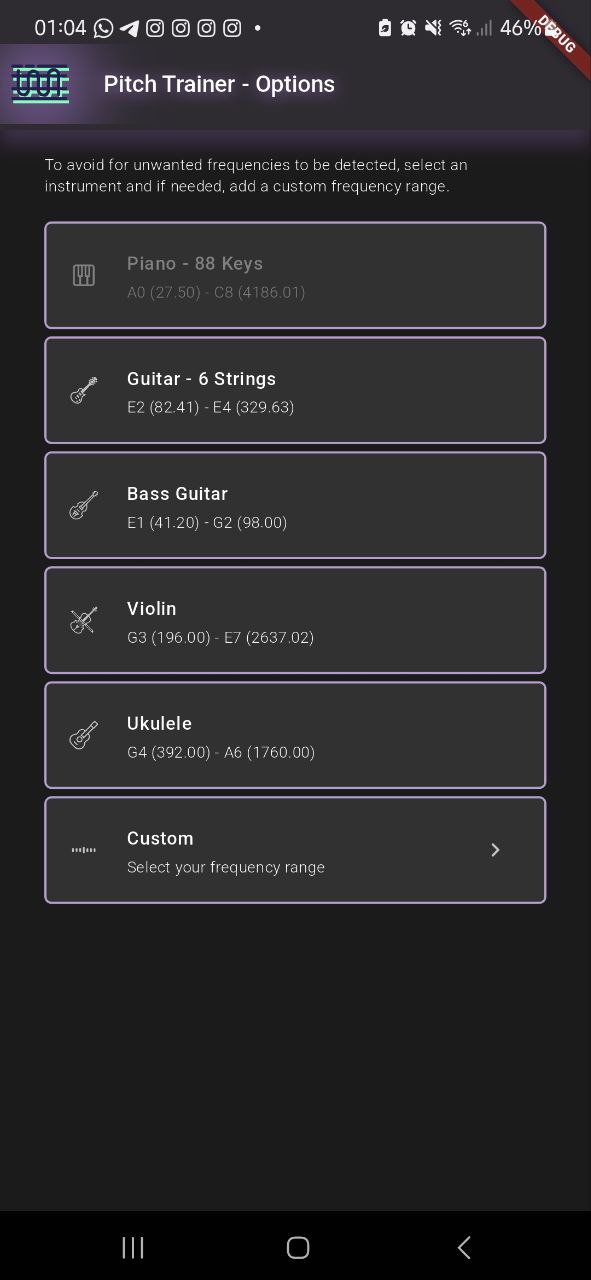 01:04
46%
DEBUG
Pitch Trainer - Options
To avoid for unwanted frequencies to be detected, select an
instrument and if needed, add a custom frequency range.
Piano - 88 Keys
A0 (27.50) - C8 (4186.01)
Guitar - 6 Strings
E2 (82.41) - E4 (329.63)
Bass Guitar
E1 (41.20) - G2 (98.00)
Violin
G3 (196.00) - E7 (2637.02)
Ukulele
G4 (392.00) - A6 (1760.00)
Custom
Select your frequency range